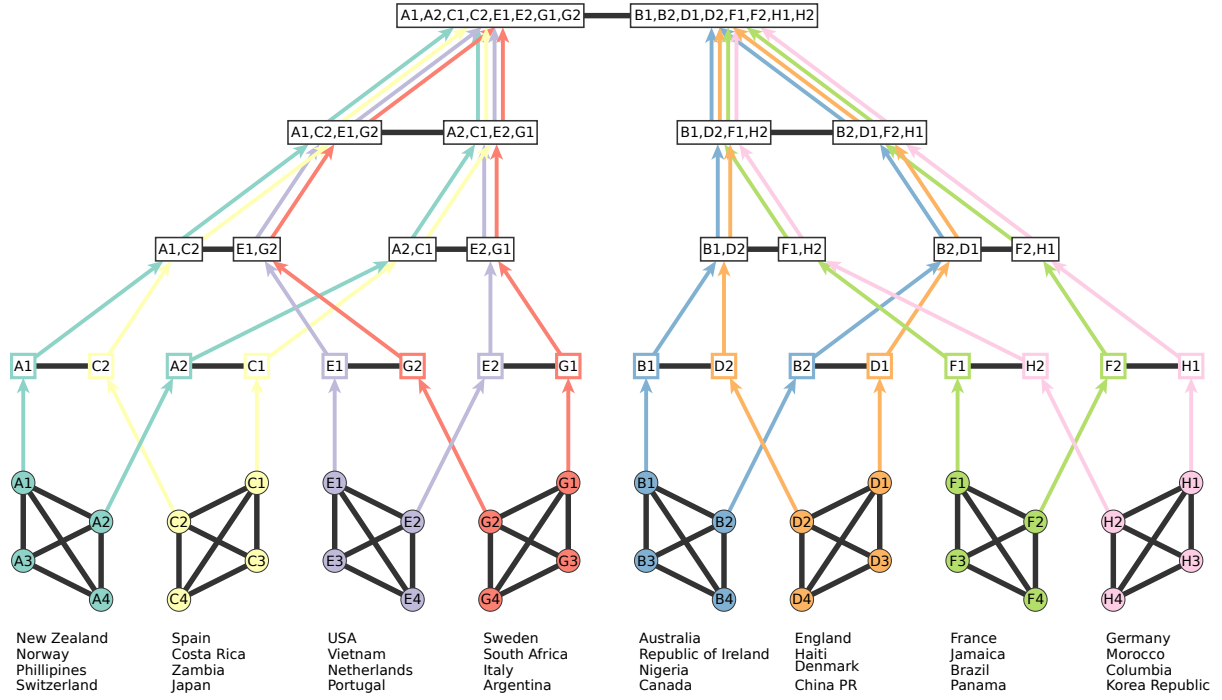 A1,A2,C1,C2,E1,E2,G1,G2 B1,B2,D1,D2,F1,F2,H1,H2
A1,C2,E1,G2 A2,C1,E2,G1 B1,D2,F1,H2 B2,D1,F2,H1
A1,C2 E1,G2 A2,C1 E2,G1 B1,D2 F1,H2 B2,D1 F2,H1
A1 C2 A2 C1 E1 G2 E2 G1 B1 D2 B2 D1 F1 H2 F2 H1
A1 C1 E1 G1 B1 D1 F1 H1
A2 C2 E2 G2 B2 D2 F2 H2
A3 C3 E3 G3 B3 D3 F3 H3
A4 C4 E4 G4 B4 D4 F4 H4
New Zealand
Norway
Phillipines
Switzerland
Spain
Costa Rica
Zambia
Japan
USA
Vietnam
Netherlands
Portugal
Sweden
South Africa
Italy
Argentina
Australia
Republic of Ireland
Nigeria
Canada
England
Haiti
Denmark
China PR
France
Jamaica
Brazil
Panama
Germany
Morocco
Columbia
Korea Republic